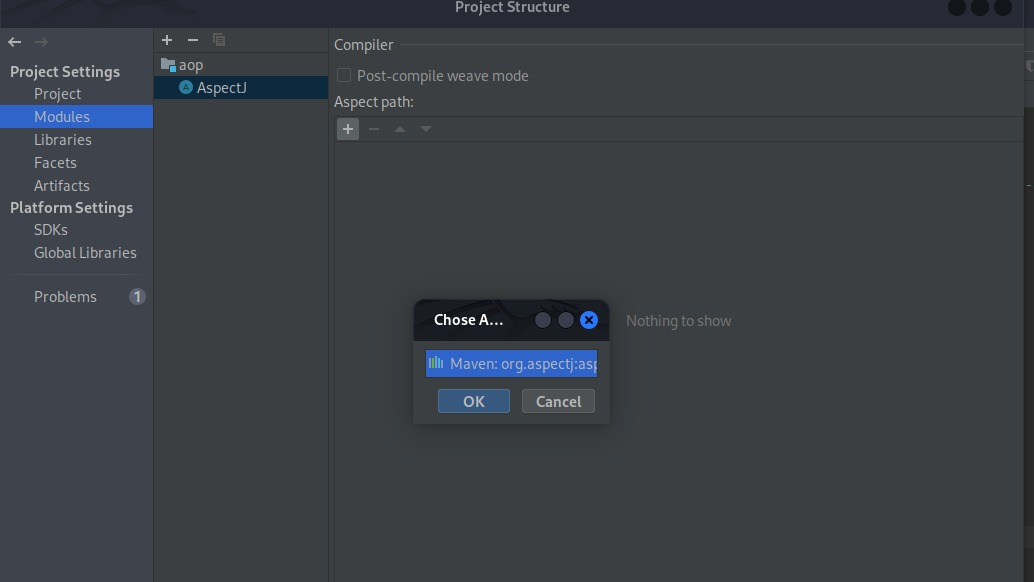 Project Structure
Project Settings
Project
Modules
Libraries
Facets
Artifacts
Platform Settings
SDKs
Global Libraries
Problems 1
aop
AspectJ
Compiler
Post-compile weave mode
Aspect path:
Nothing to show
Chose A...
Maven: org.aspectj:asp
OK Cancel